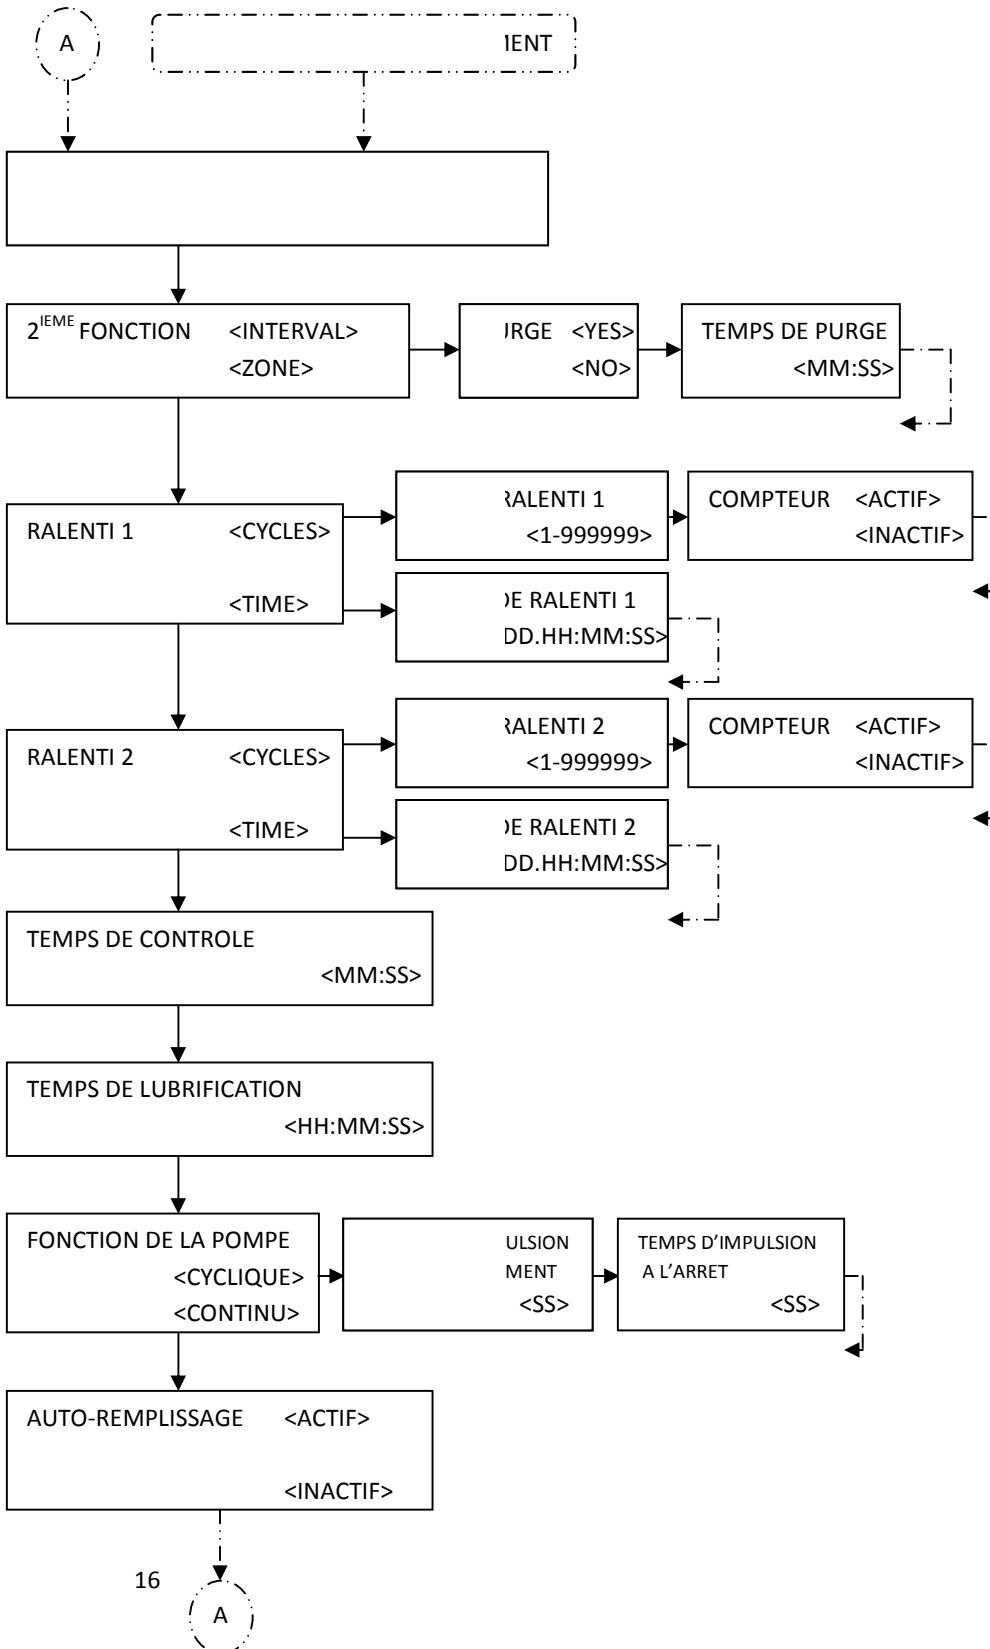 A
2IEME FONCTION <INTERVAL>
<ZONE>
<YES>
<NO>
TEMPS DE PURGE
<MM:SS>
RALENTI 1 <CYCLES>
<TIME>
RALENTI 1
<1-999999>
COMPTEUR <ACTIF>
<INACTIF>
DE RALENTI 1
DD.HH:MM:SS>
RALENTI 2 <CYCLES>
<TIME>
RALENTI 2
<1-999999>
COMPTEUR <ACTIF>
<INACTIF>
DE RALENTI 2
DD.HH:MM:SS>
TEMPS DE CONTROLE
<MM:SS>
TEMPS DE LUBRIFICATION
<HH:MM:SS>
FONCTION DE LA POMPE
<CYCLIQUE>
<CONTINU>
ULSION
MENT
<SS>
TEMPS D’IMPULSION
A L’ARRET
<SS>
AUTO-REMPLISSAGE <ACTIF>
<INACTIF>
16
A